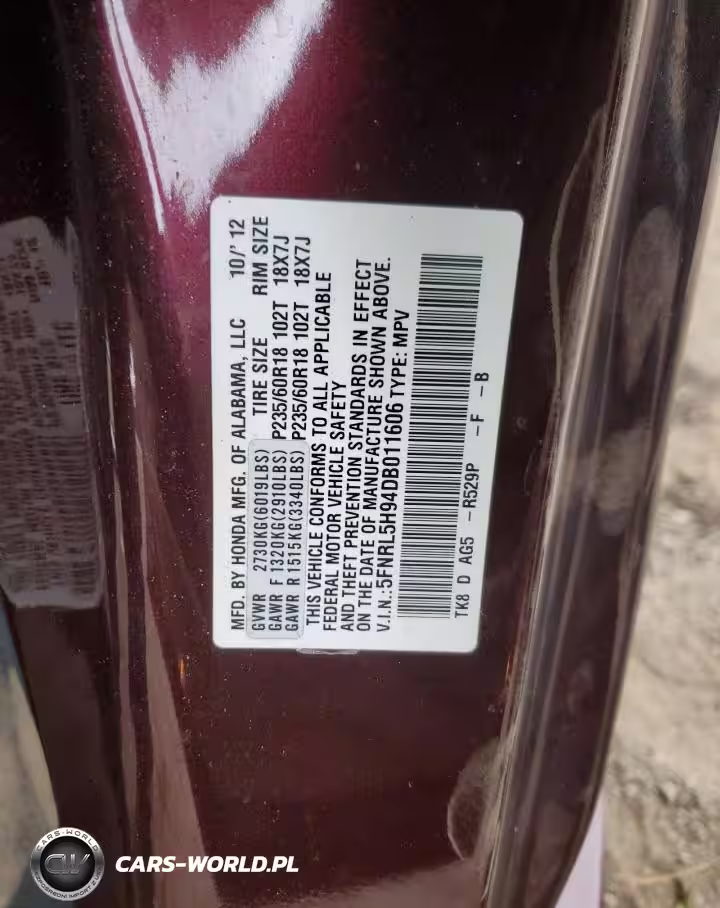 MFD. BY HONDA MFG. OF ALABAMA, LLC 10/' 12
GVWR 2730KG(6019LBS) TIRE SIZE RIM SIZE
GAWR F 1320KG(2910LBS) P235/60R18 102T 18X7J
GAWR R 1515KG(3340LBS) P235/60R18 102T 18X7J
THIS VEHICLE CONFORMS TO ALL APPLICABLE
FEDERAL MOTOR VEHICLE SAFETY
AND THEFT PREVENTION STANDARDS IN EFFECT
ON THE DATE OF MANUFACTURE SHOWN ABOVE.
V.I.N.: 5FNRL5H94DB011606 TYPE: MPV
TK8 D AG5 – R529P – F – B
CARS-WORLD
CW
CARS-WORLD.PL